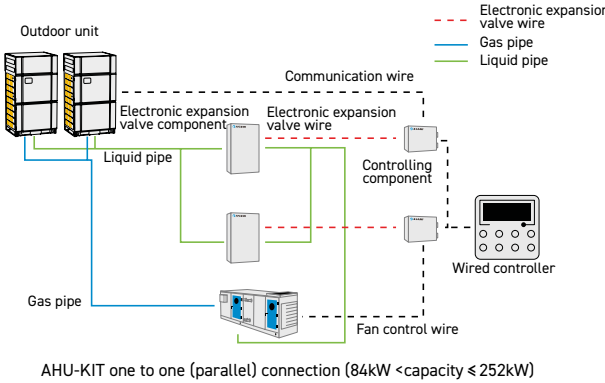 Electronic expansion
valve wire
Gas pipe
Liquid pipe
Outdoor unit
Communication wire
Electronic expansion
valve component
Electronic expansion
valve wire
Liquid pipe
Controlling
component
Wired controller
Gas pipe
Fan control wire
AHU-KIT one to one (parallel) connection (84kW <capacity ⩽ 252kW)